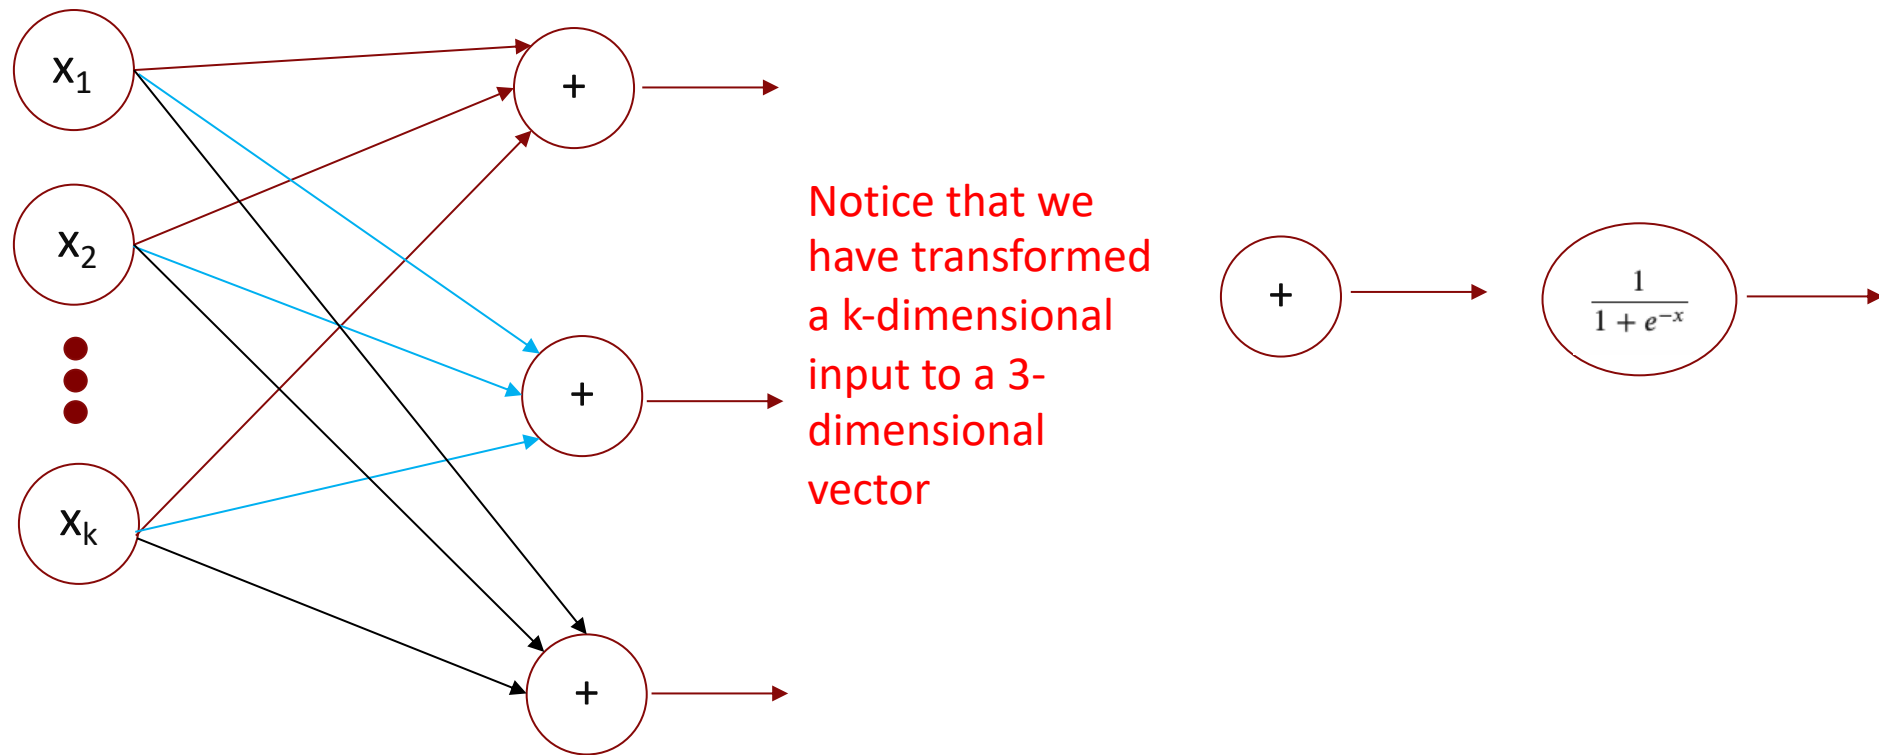 x₁
+
x₂
+
xₖ
+
Notice that we
have transformed
a k-dimensional
input to a 3-
dimensional
vector
+
1
1 + e⁻ˣ